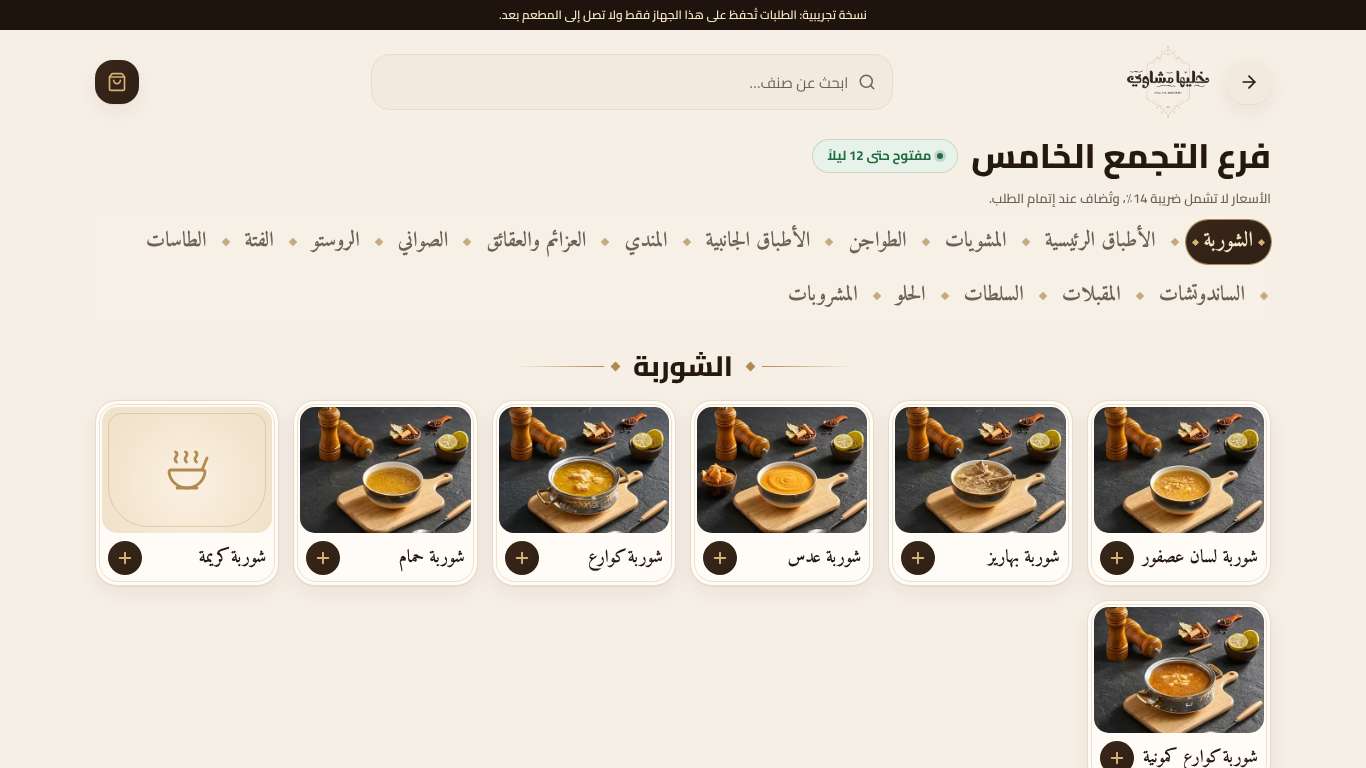 نسخة تجريبية: الطلبات تُحفظ على هذا الجهاز فقط ولا تصل إلى المطعم بعد.
خليها مشاوي
ابحث عن صنف...
فرع التجمع الخامس
مفتوح حتى 12 ليلاً
الأسعار لا تشمل ضريبة 14٪، وتُضاف عند إتمام الطلب.
الشوربة الأطباق الرئيسية المشويات الطواجن الأطباق الجانبية المندي العزائم والعقائق الصواني الروستو الفتة الطاسات
الساندوتشات المقبلات السلطات الحلو المشروبات
الشوربة
شوربة لسان عصفور
شوربة بهاريز
شوربة عدس
شوربة كوارع
شوربة حمام
شوربة كريمة
شوربة كوارع كمونية